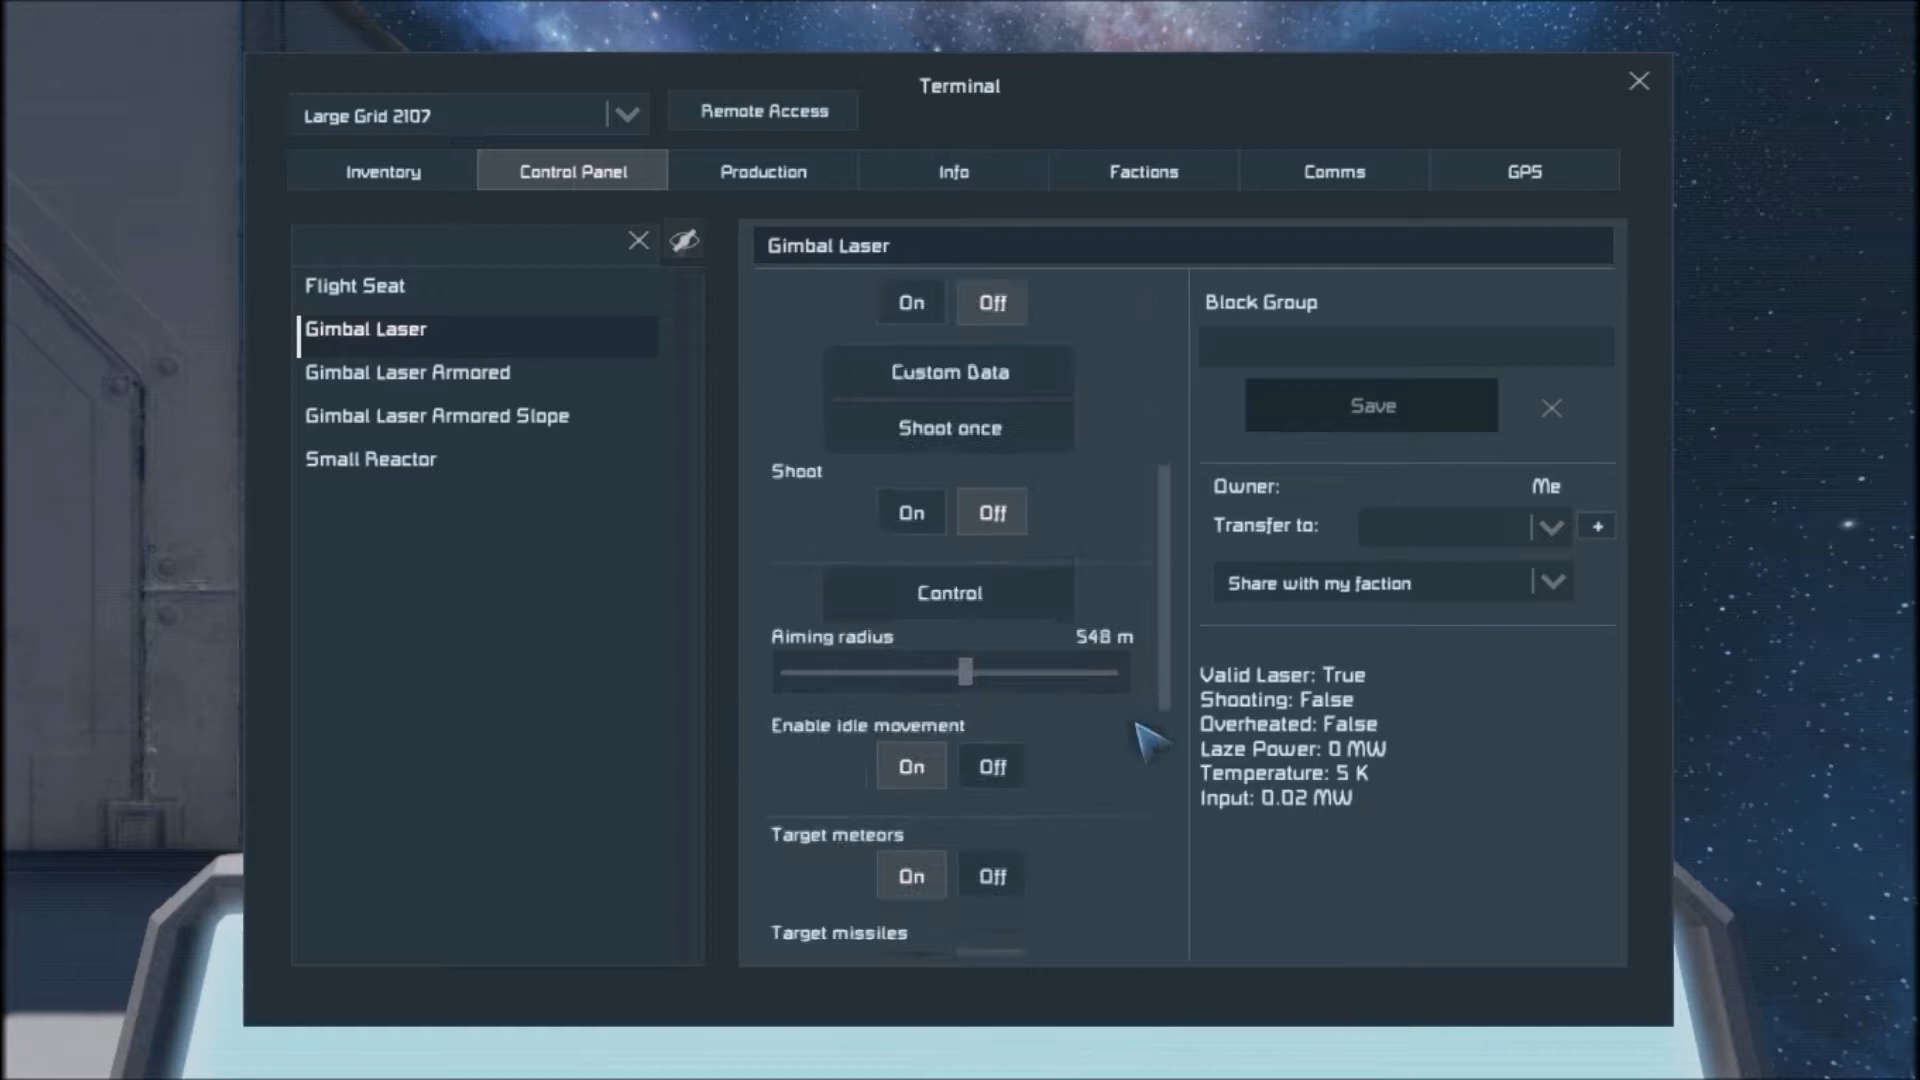 Terminal
Large Grid 2107
Remote Access
Inventory
Control Panel
Production
Info
Factions
Comms
GPS
Flight Seat
Gimbal Laser
Gimbal Laser Armored
Gimbal Laser Armored Slope
Small Reactor
Gimbal Laser
On
Off
Custom Data
Shoot once
Shoot
On
Off
Control
Aiming radius
548 m
Enable idle movement
On
Off
Target meteors
On
Off
Target missiles
Block Group
Save
Owner:
Me
Transfer to:
+
Share with my faction
Valid Laser: True
Shooting: False
Overheated: False
Laze Power: 0 MW
Temperature: 5 K
Input: 0.02 MW